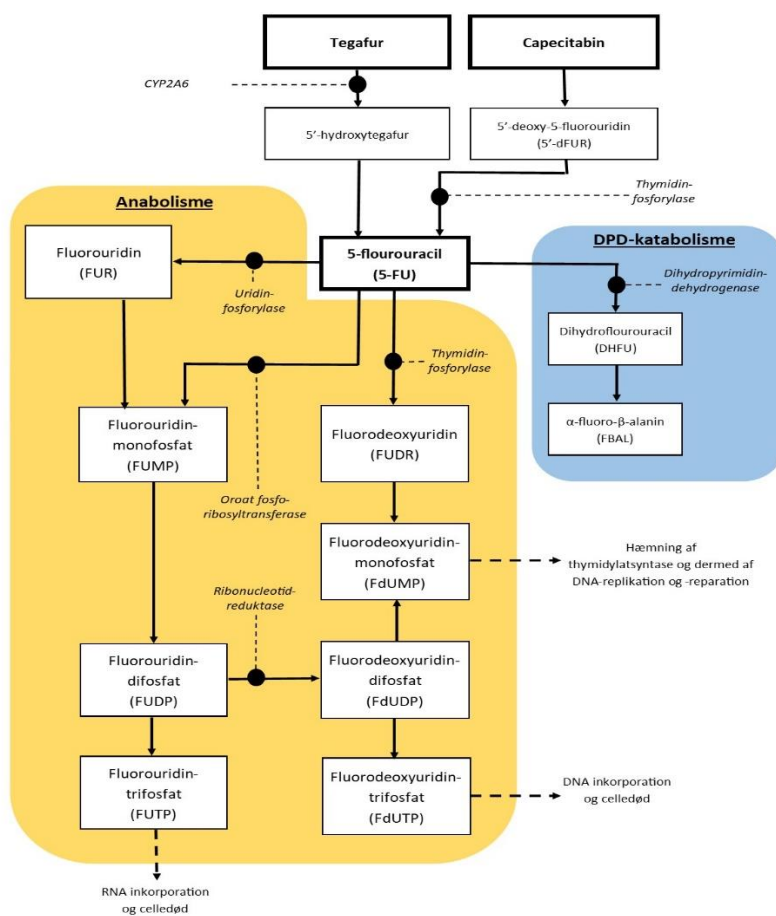 Tegafur
Capecitabin
CYP2A6
5'-hydroxytegafur
5'-deoxy-5-fluorouridin
(5'-dFUR)
Thymidin-
fosforylase
Anabolisme
DPD-katabolisme
Fluorouridin
(FUR)
5-flourouracil
(5-FU)
Uridin-
fosforylase
Dihydropyrimidin-
dehydrogenase
Thymidin-
fosforylase
Dihydroflourouracil
(DHFU)
Fluorouridin-
monofosfat
(FUMP)
Fluorodeoxyuridin
(FUDR)
α-fluoro-β-alanin
(FBAL)
Oroat fosfo-
ribosyltransferase
Fluorodeoxyuridin-
monofosfat
(FdUMP)
Hæmning af
thymidylatsyntase og dermed af
DNA-replikation og -reparation
Ribonucleotid-
reduktase
Fluorouridin-
difosfat
(FUDP)
Fluorodeoxyuridin-
difosfat
(FdUDP)
Fluorouridin-
trifosfat
(FUTP)
Fluorodeoxyuridin-
trifosfat
(FdUTP)
DNA inkorporation
og celledød
RNA inkorporation
og celledød